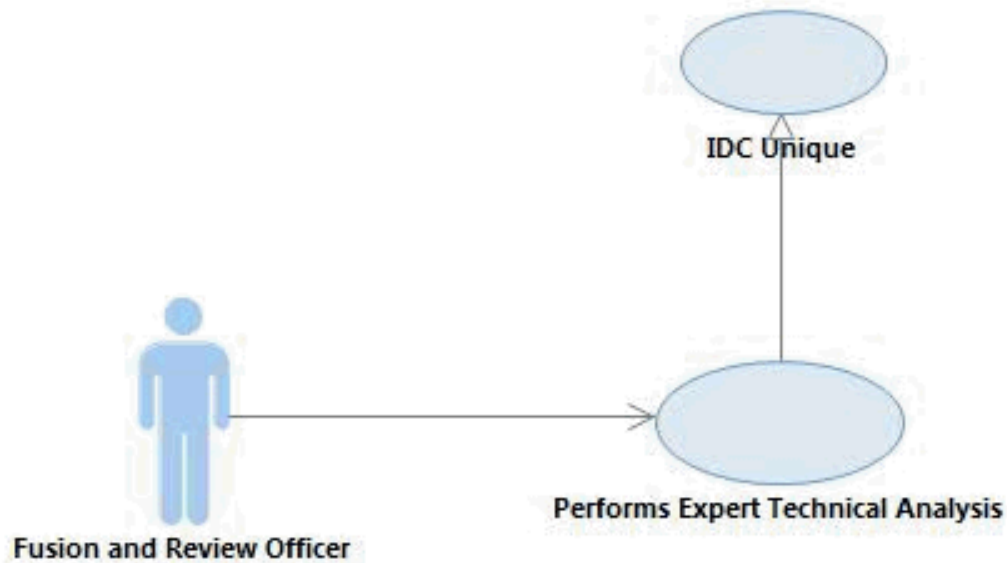 IDC Unique
Performs Expert Technical Analysis
Fusion and Review Officer